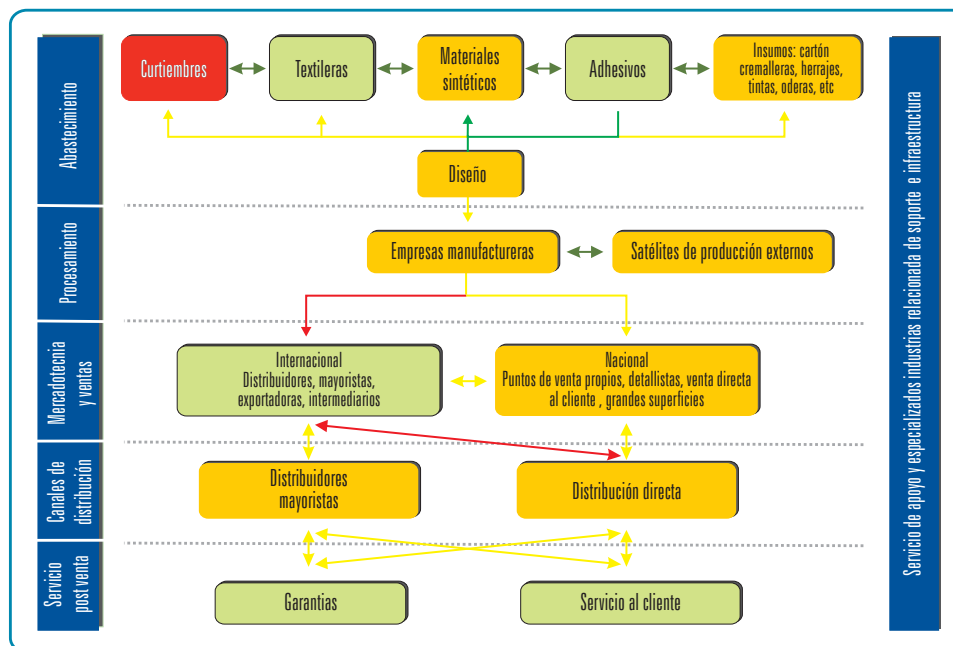 Abastecimiento
Curtiembres
Textileras
Materiales
sintéticos
Adhesivos
Insumos: cartón
cremalleras, herrajes,
tintas, oderas, etc
Diseño
Procesamiento
Empresas manufactureras
Satélites de producción externos
Mercadotecnia
y ventas
Internacional
Distribuidores, mayoristas,
exportadoras, intermediarios
Nacional
Puntos de venta propios, detallistas, venta directa
al cliente , grandes superficies
Canales de
distribución
Distribuidores
mayoristas
Distribución directa
Servicio
post venta
Garantias
Servicio al cliente
Servicio de apoyo y especializados industrias relacionada de soporte e infraestructura